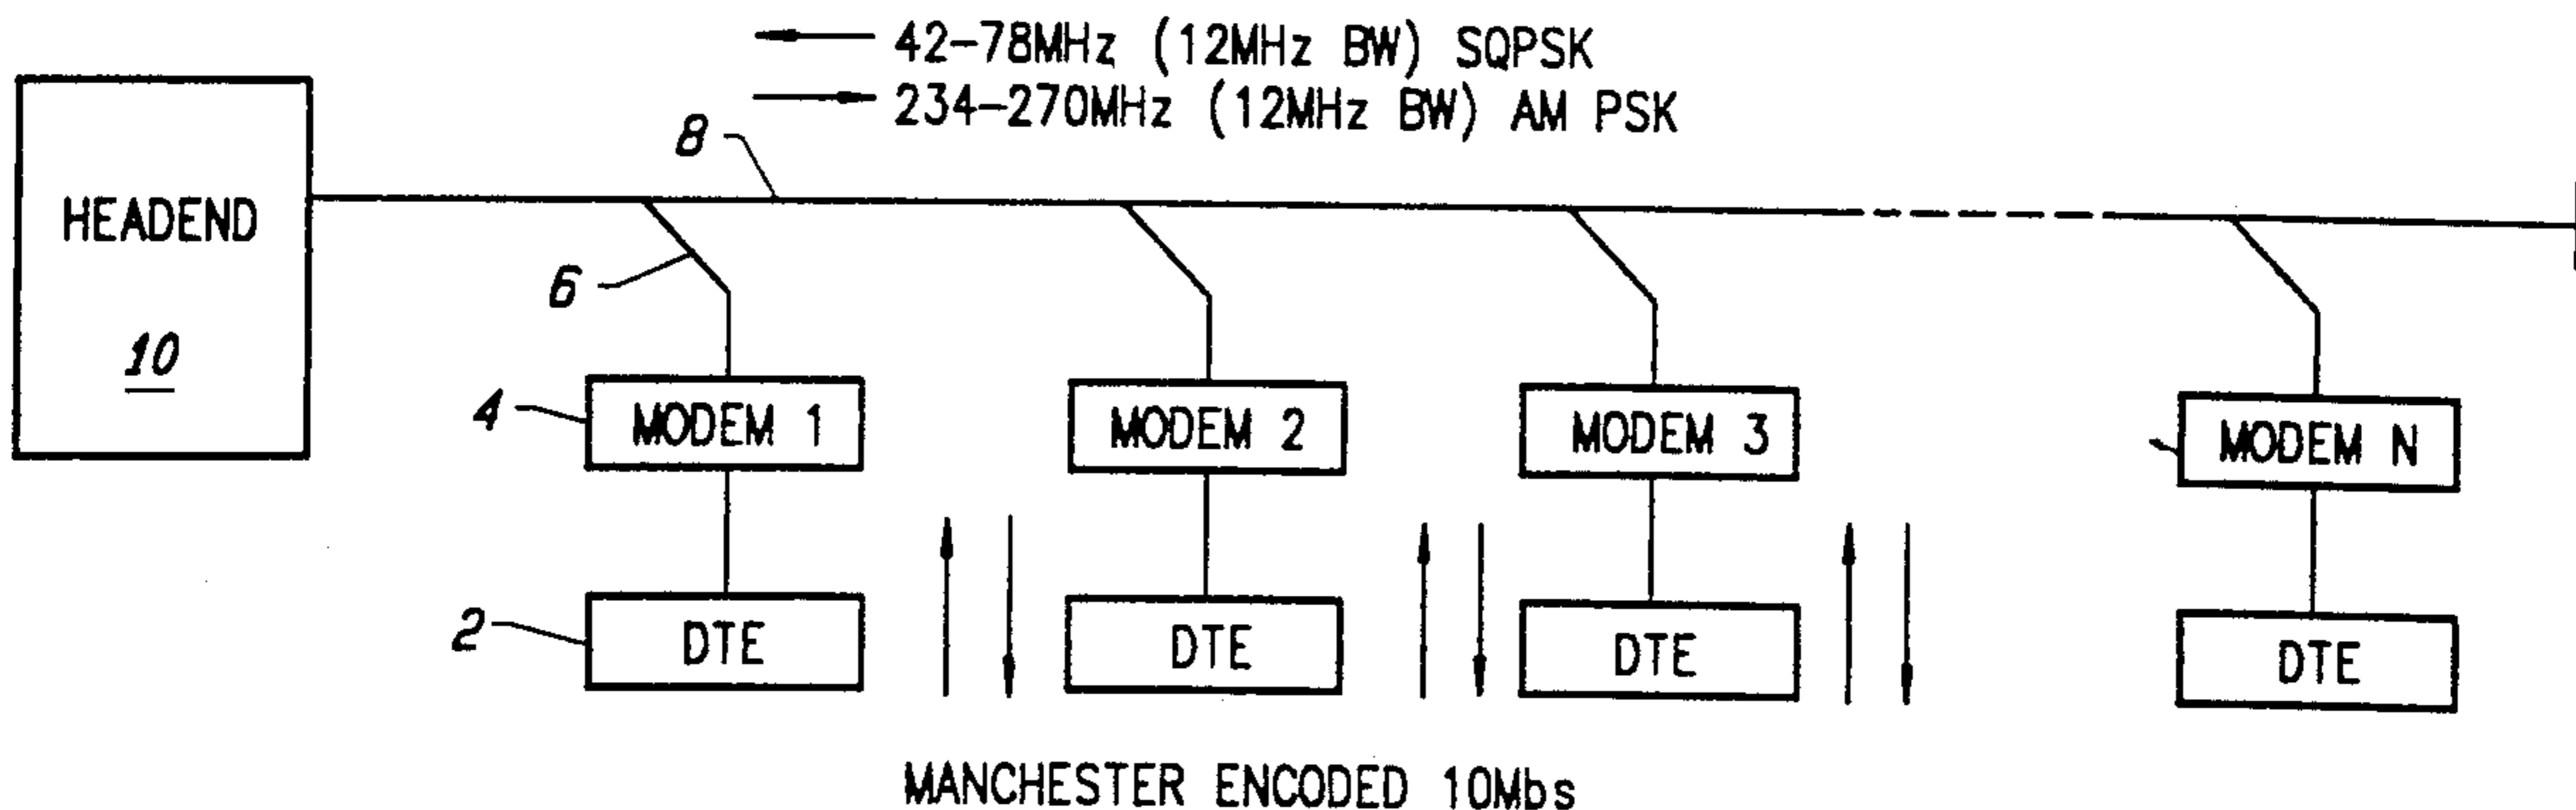 42-78MHz (12MHz BW) SQPSK
234-270MHz (12MHz BW) AM PSK
8
HEADEND
10
6
4
MODEM 1
MODEM 2
MODEM 3
MODEM N
2
DTE
DTE
DTE
DTE
MANCHESTER ENCODED 10Mbs